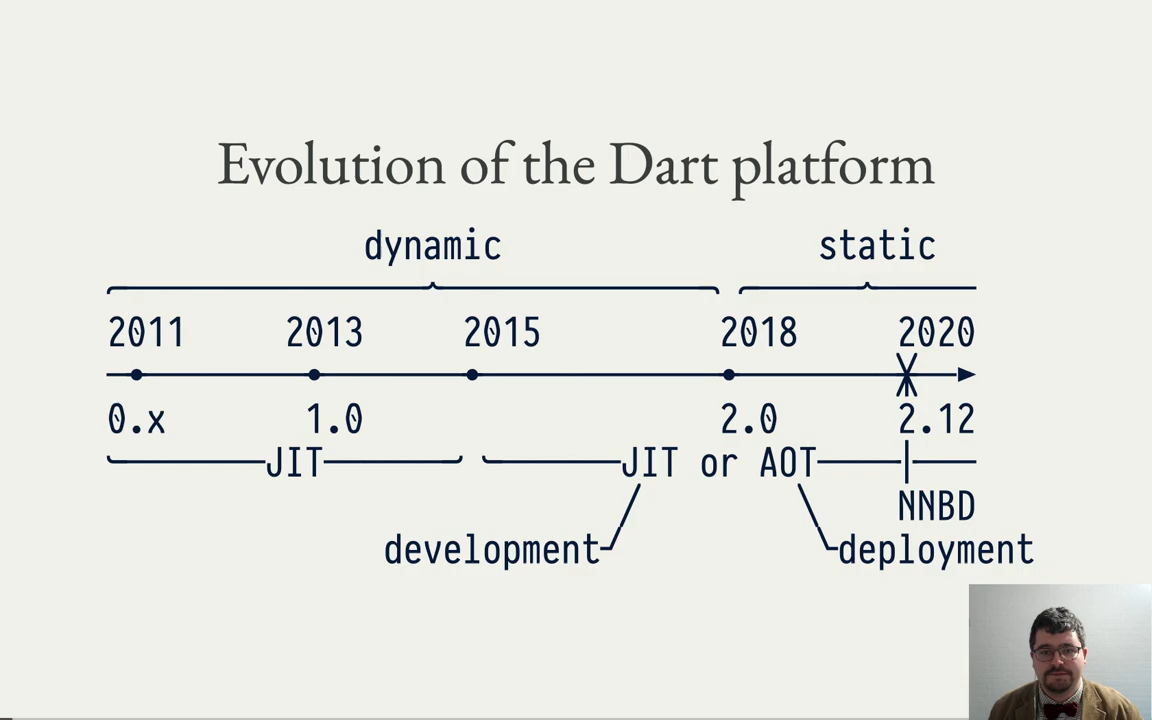 Evolution of the Dart platform
dynamic static
2011 2013 2015 2018 2020
0.x 1.0 2.0 2.12
JIT JIT or AOT
NNBD
development deployment